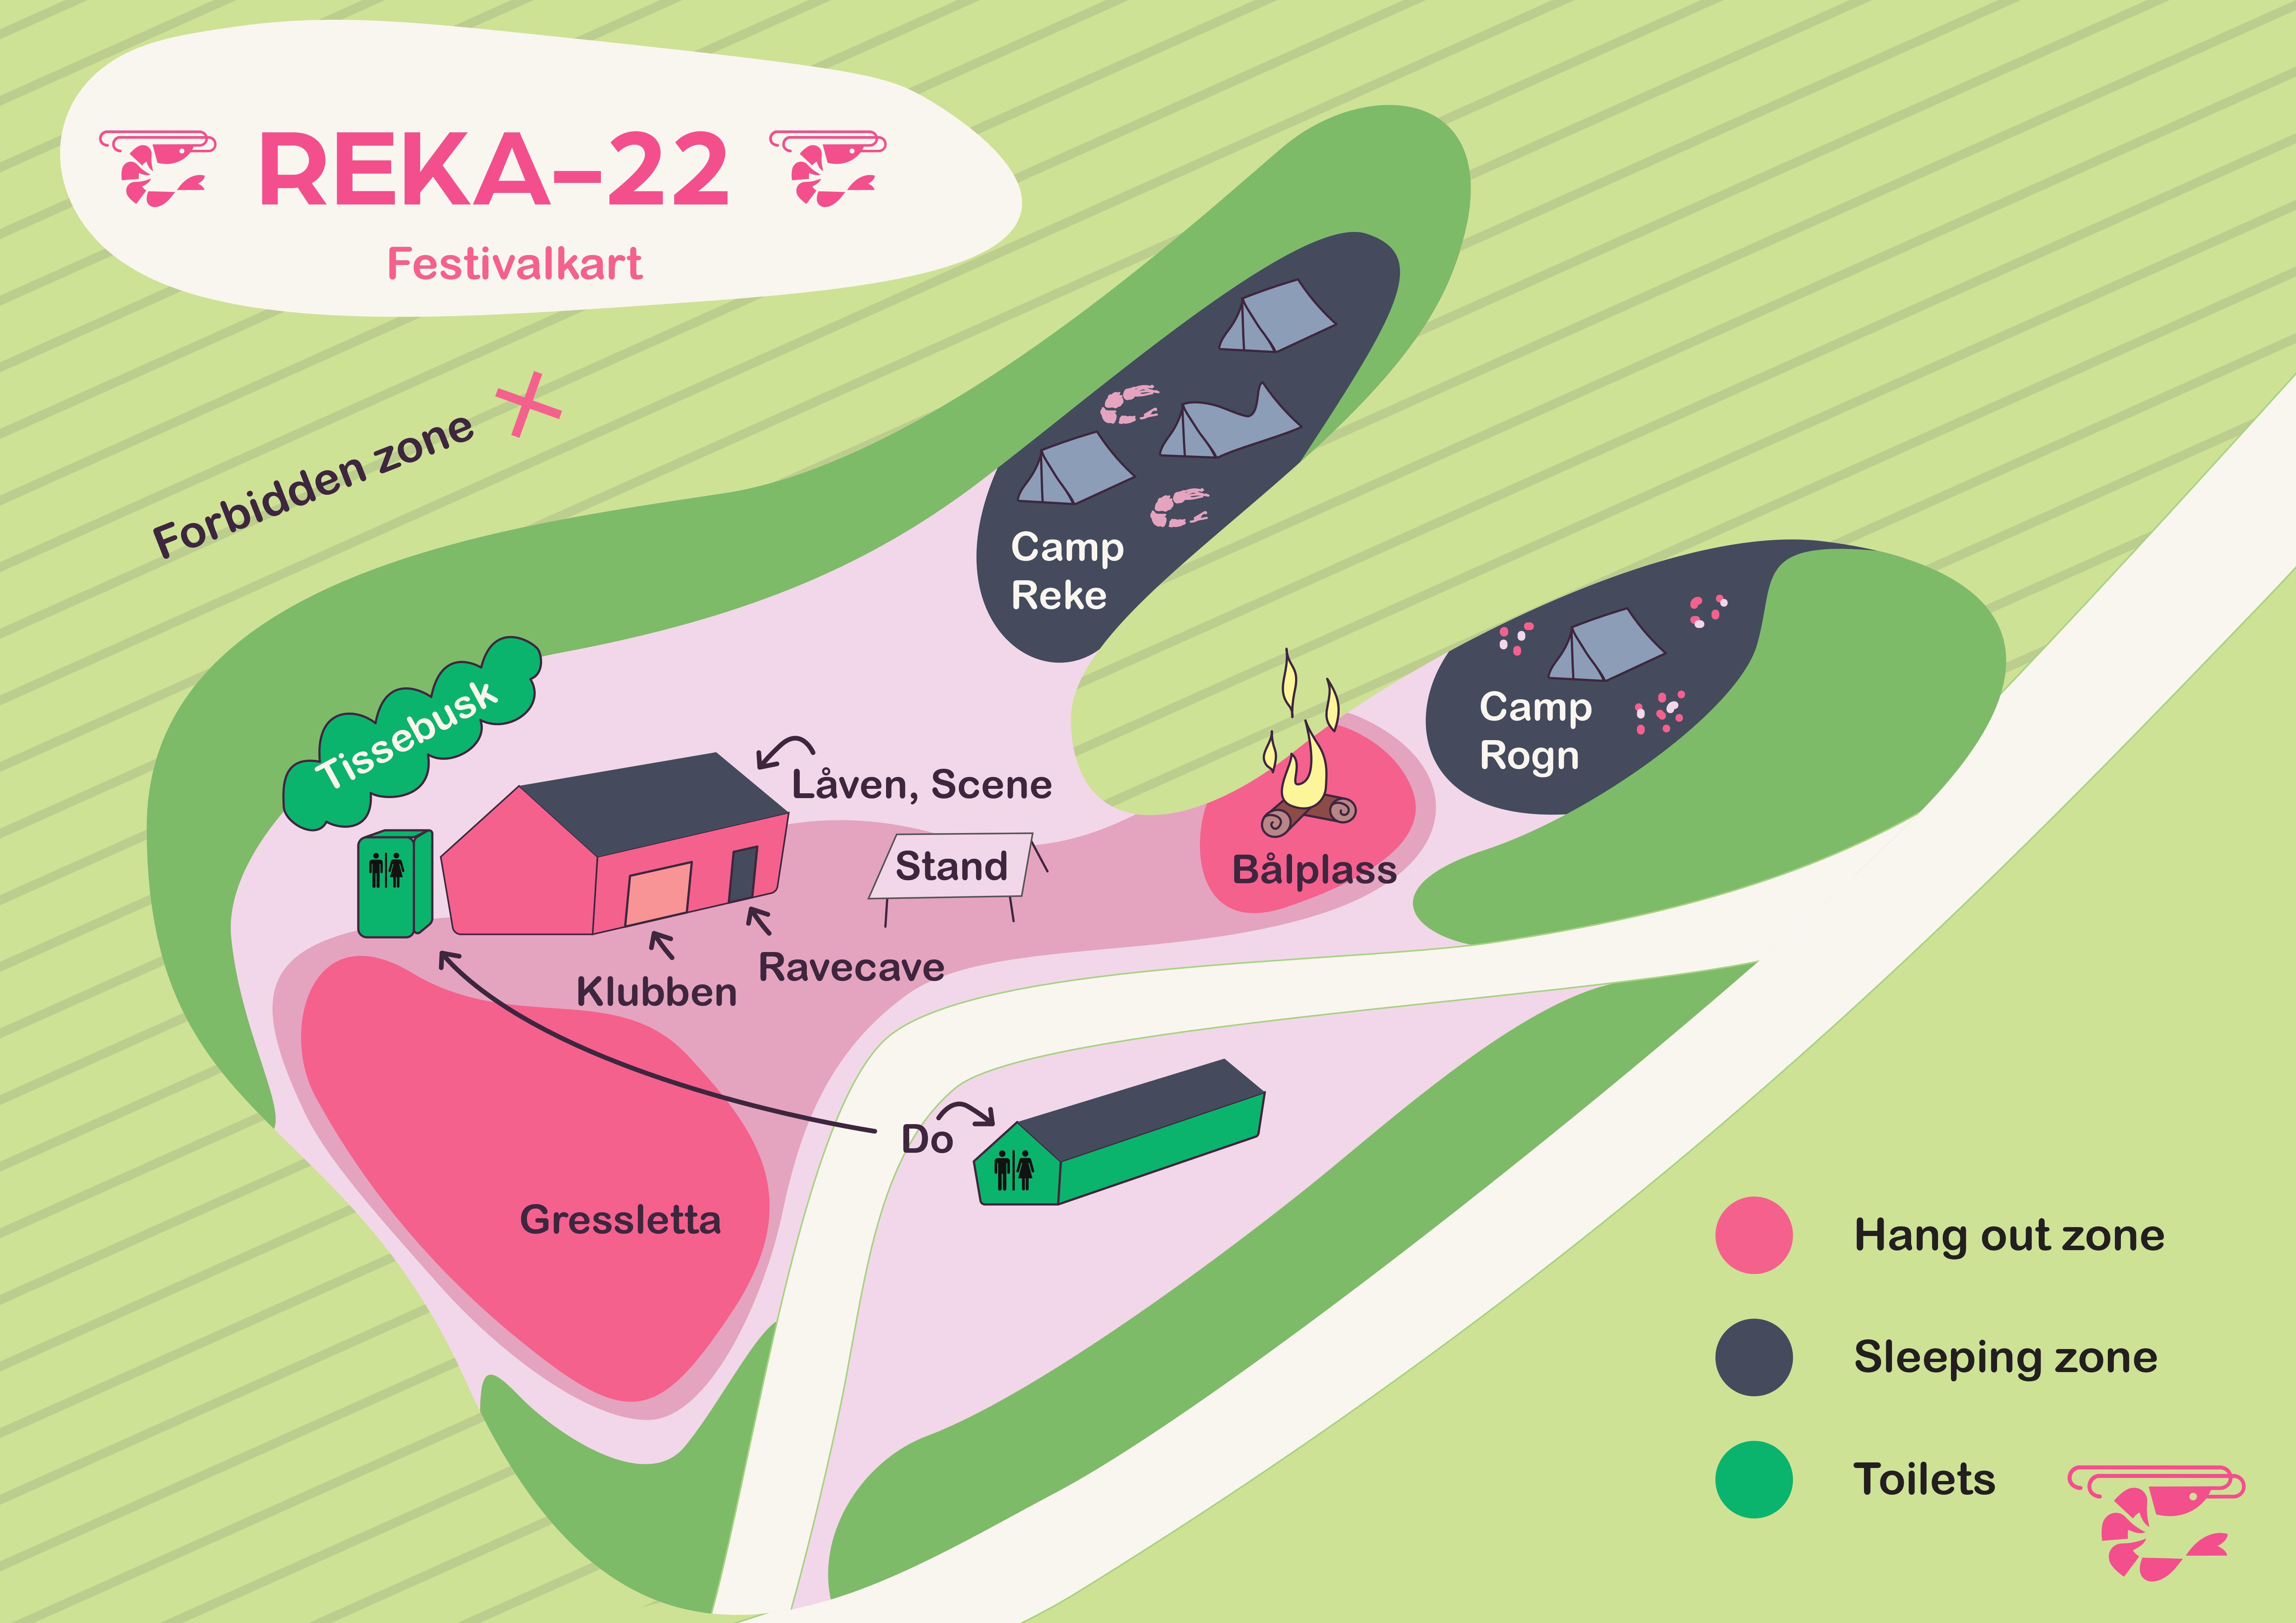 REKA-22
Festivalkart
Forbidden zone
Camp
Reke
Camp
Rogn
Tissebusk
Låven, Scene
Stand
Bålplass
Ravecave
Klubben
Do
Gressletta
Hang out zone
Sleeping zone
Toilets